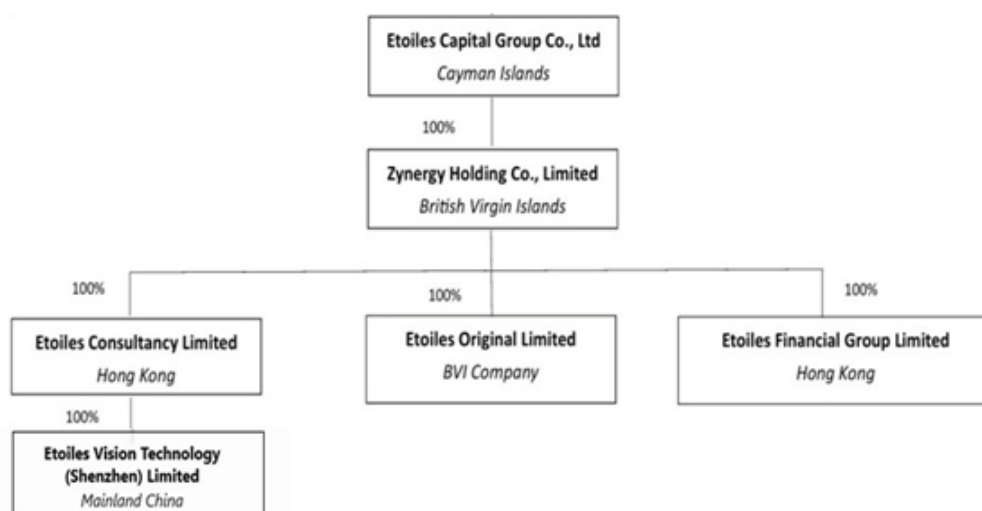 Etoiles Capital Group Co., Ltd
Cayman Islands
100%
Zynergy Holding Co., Limited
British Virgin Islands
100%
100%
100%
Etoiles Consultancy Limited
Hong Kong
Etoiles Original Limited
BVI Company
Etoiles Financial Group Limited
Hong Kong
100%
Etoiles Vision Technology
(Shenzhen) Limited
Mainland China